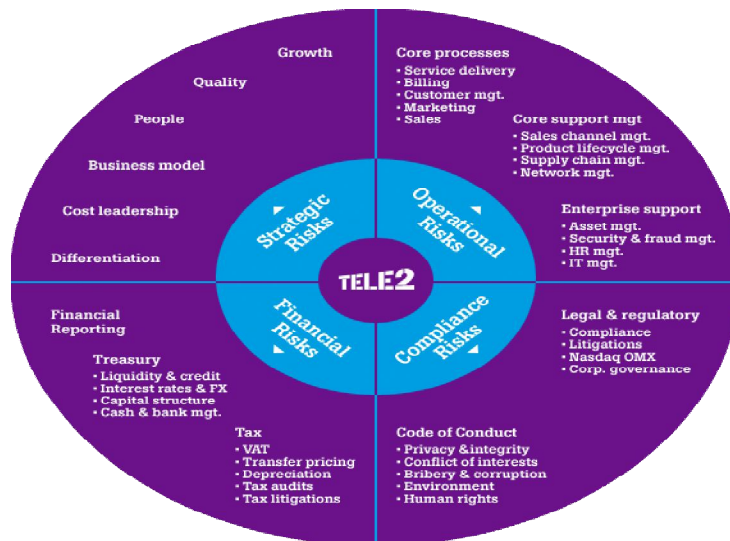 Growth
Quality
People
Business model
Cost leadership
Differentiation
Strategic
Risks
Core processes
• Service delivery
• Billing
• Customer mgt.
• Marketing
• Sales
Core support mgt
• Sales channel mgt.
• Product lifecycle mgt.
• Supply chain mgt.
• Network mgt.
Enterprise support
• Asset mgt.
• Security & fraud mgt.
• HR mgt.
• IT mgt.
Operational
Risks
TELE2
Financial
Risks
Financial
Reporting
Treasury
• Liquidity & credit
• Interest rates & FX
• Capital structure
• Cash & bank mgt.
Tax
• VAT
• Transfer pricing
• Depreciation
• Tax audits
• Tax litigations
Compliance
Risks
Legal & regulatory
• Compliance
• Litigations
• Nasdaq OMX
• Corp. governance
Code of Conduct
• Privacy & integrity
• Conflict of interests
• Bribery & corruption
• Environment
• Human rights